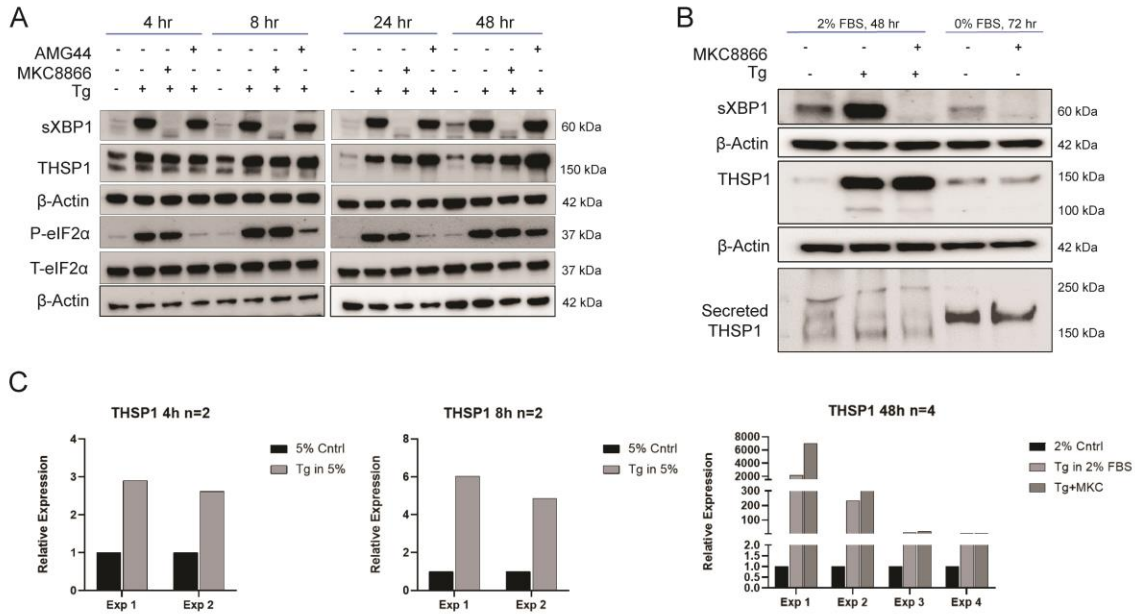 A
4 hr 8 hr 24 hr 48 hr
AMG44 - - - + - - - + - - - + - - - +
MKC8866 - - + - - - + - - - + - - - + -
Tg - + + + - + + + - + + + - + + +
sXBP1 60 kDa
THSP1 150 kDa
β-Actin 42 kDa
P-eIF2α 37 kDa
T-eIF2α 37 kDa
β-Actin 42 kDa
B
2% FBS, 48 hr 0% FBS, 72 hr
MKC8866 - - + - +
Tg - + +
sXBP1 60 kDa
β-Actin 42 kDa
THSP1 150 kDa
100 kDa
β-Actin 42 kDa
250 kDa
Secreted
THSP1
150 kDa
C
THSP1 4h n=2
Relative Expression
4
3
2
1
0
Exp 1 Exp 2
5% Cntrl
Tg in 5%
THSP1 8h n=2
Relative Expression
8
6
4
2
0
Exp 1 Exp 2
5% Cntrl
Tg in 5%
THSP1 48h n=4
Relative Expression
8000
6000
4000
2000
300
200
100
2.0
1.5
1.0
0.5
0.0
Exp 1 Exp 2 Exp 3 Exp 4
2% Cntrl
Tg in 2% FBS
Tg+MKC